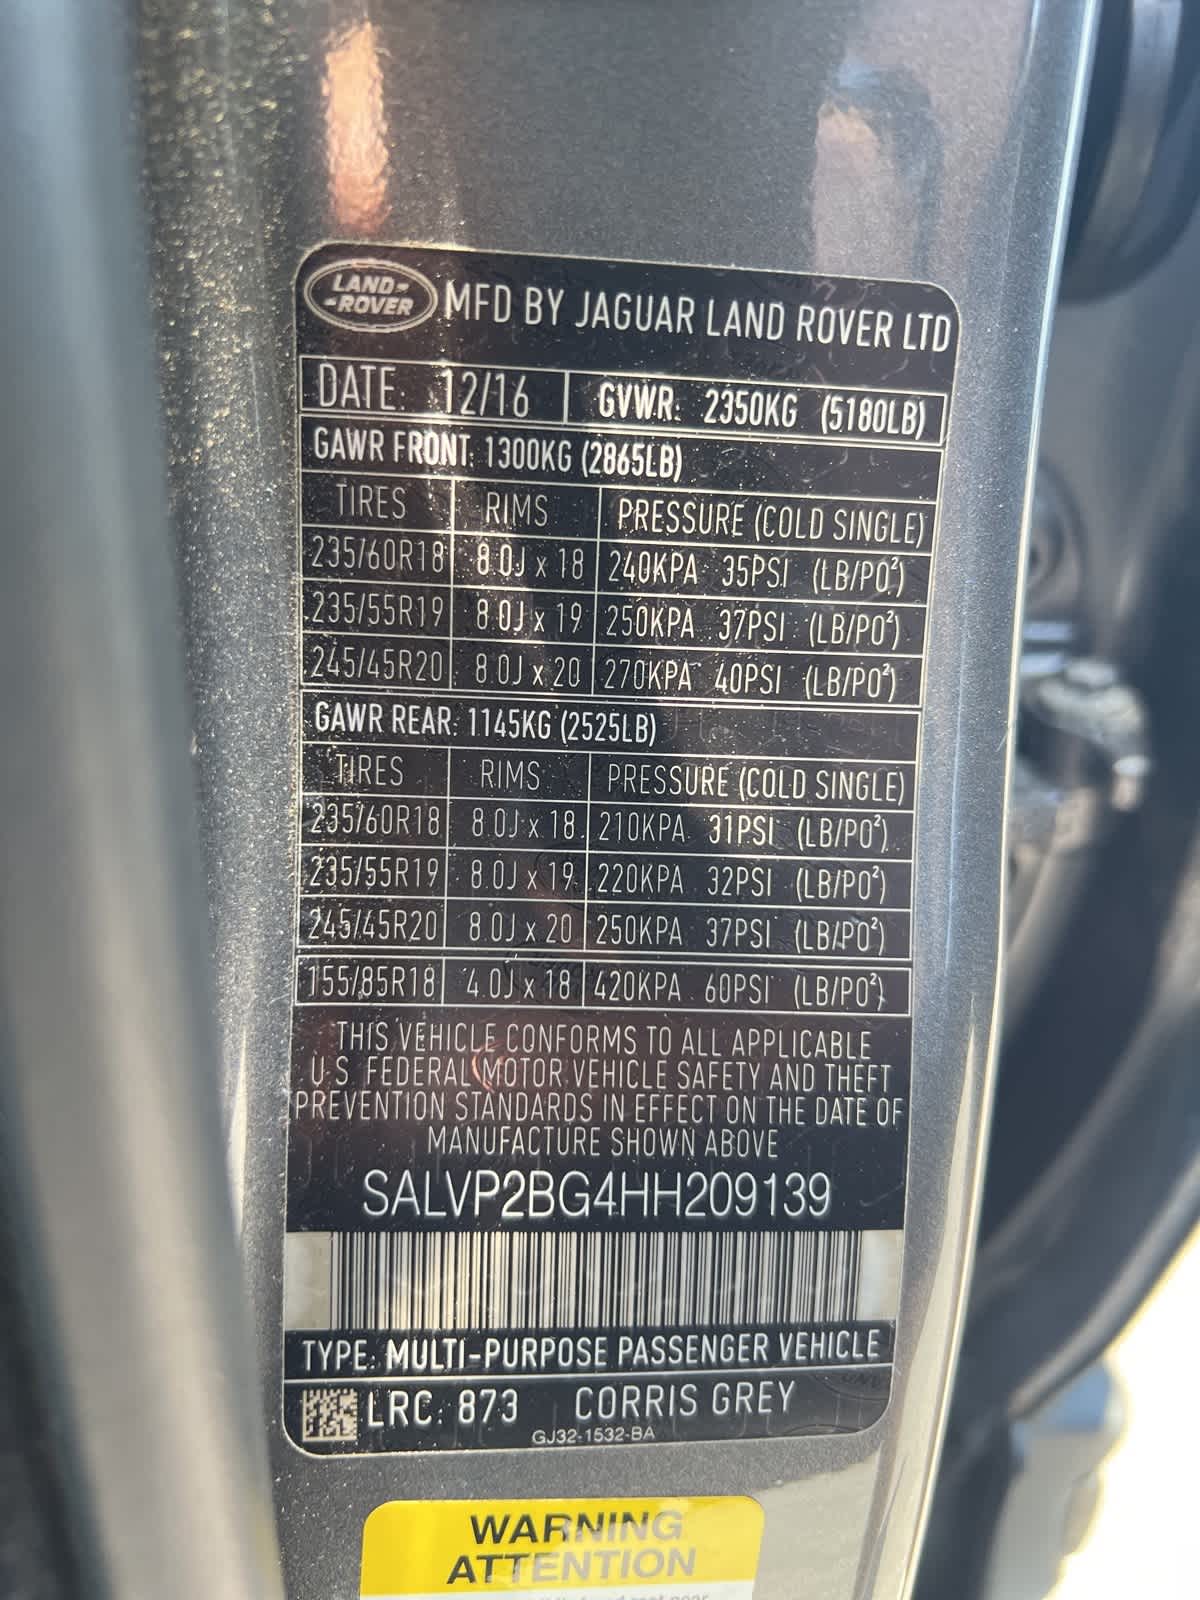 LAND-
-ROVER
MFD BY JAGUAR LAND ROVER LTD
DATE: 12/16 GVWR: 2350KG (5180LB)
GAWR FRONT: 1300KG (2865LB)
TIRES RIMS PRESSURE (COLD SINGLE)
235/60R18 8.0J x 18 240KPA 35PSI (LB/PO²)
235/55R19 8.0J x 19 250KPA 37PSI (LB/PO²)
245/45R20 8.0J x 20 270KPA 40PSI (LB/PO²)
GAWR REAR: 1145KG (2525LB)
TIRES RIMS PRESSURE (COLD SINGLE)
235/60R18 8.0J x 18 210KPA 31PSI (LB/PO²)
235/55R19 8.0J x 19 220KPA 32PSI (LB/PO²)
245/45R20 8.0J x 20 250KPA 37PSI (LB/PO²)
155/85R18 4.0J x 18 420KPA 60PSI (LB/PO²)
THIS VEHICLE CONFORMS TO ALL APPLICABLE
U.S. FEDERAL MOTOR VEHICLE SAFETY AND THEFT
PREVENTION STANDARDS IN EFFECT ON THE DATE OF
MANUFACTURE SHOWN ABOVE
SALVP2BG4HH209139
TYPE: MULTI-PURPOSE PASSENGER VEHICLE
LRC: 873 CORRIS GREY
GJ32-1532-BA
WARNING
ATTENTION